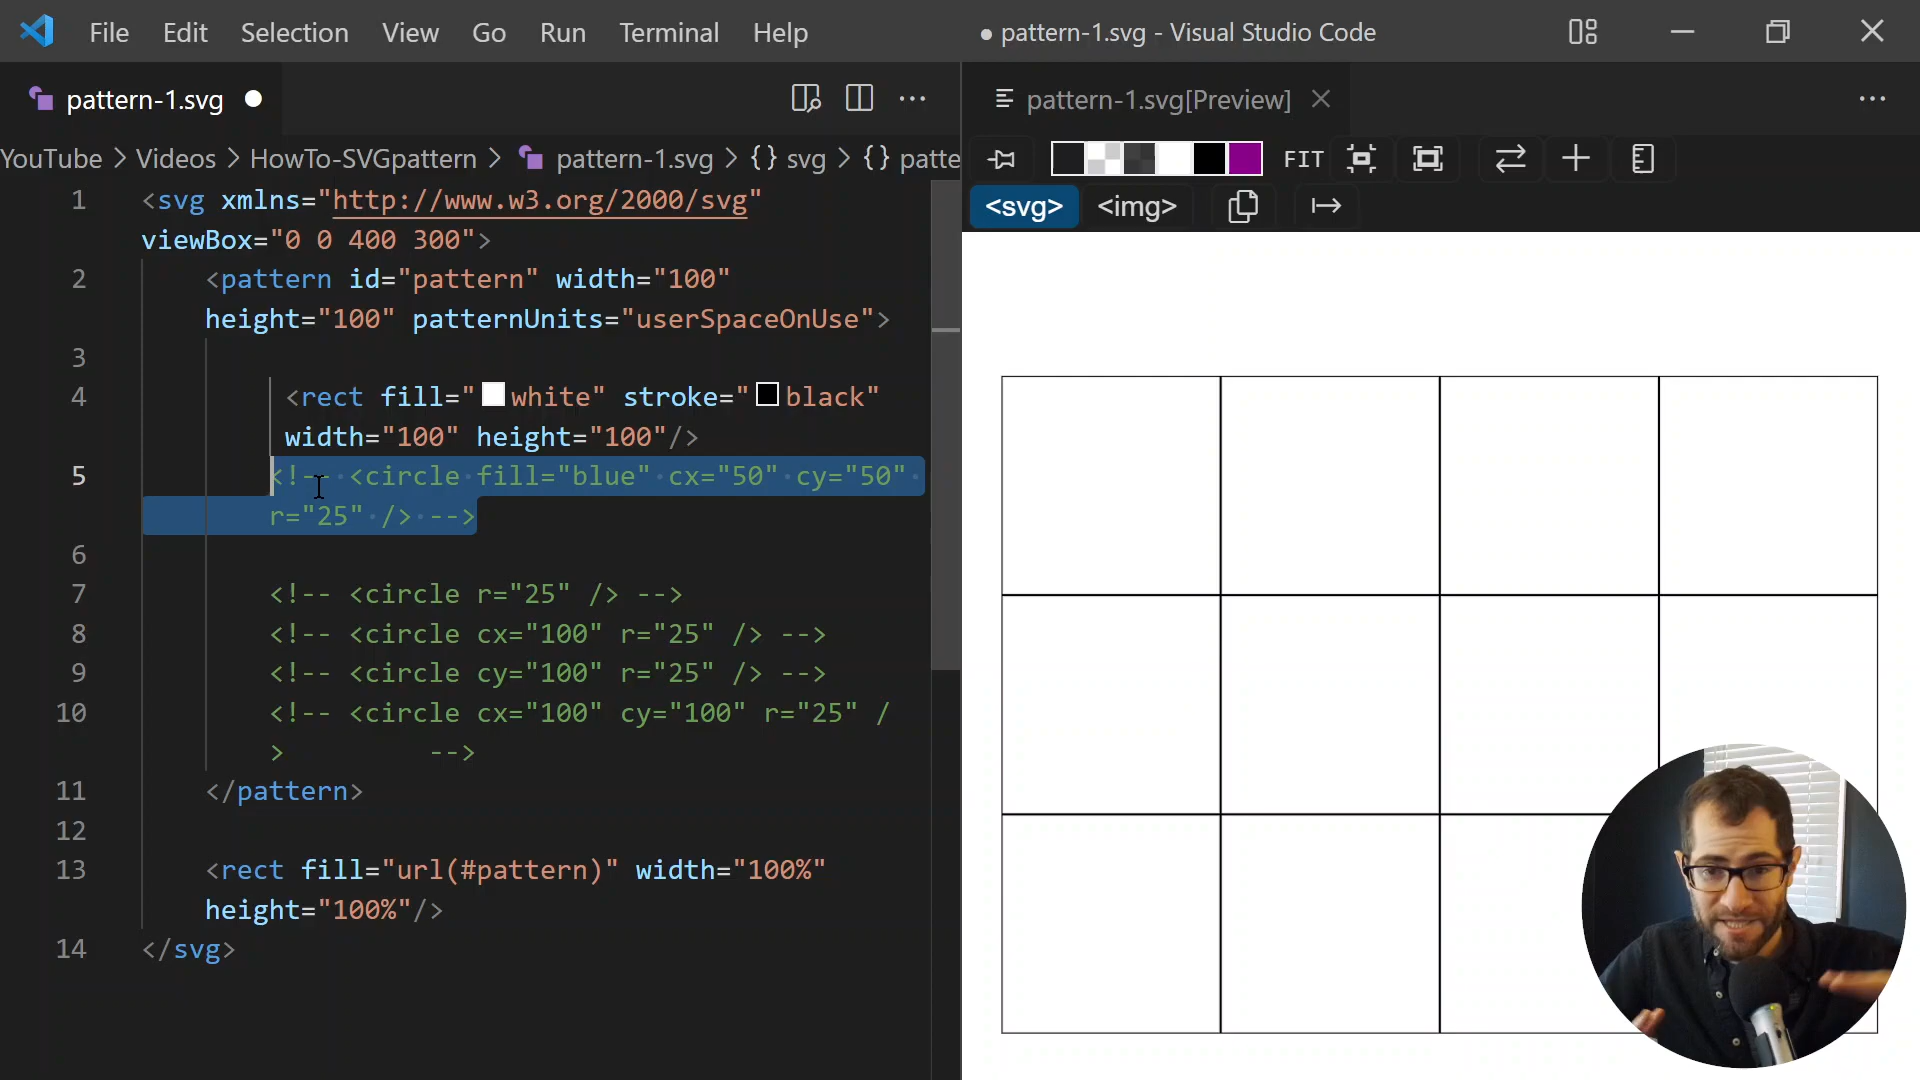 File Edit Selection View Go Run Terminal Help
pattern-1.svg - Visual Studio Code
pattern-1.svg
pattern-1.svg[Preview]
YouTube > Videos > HowTo-SVGpattern > pattern-1.svg > {} svg > {} patte
FIT
<svg> <img>
1 <svg xmlns="http://www.w3.org/2000/svg"
viewBox="0 0 400 300">
2 <pattern id="pattern" width="100"
height="100" patternUnits="userSpaceOnUse">
3
4 <rect fill="white" stroke="black"
width="100" height="100"/>
5 <!-- <circle fill="blue" cx="50" cy="50"
r="25" /> -->
6
7 <!-- <circle r="25" /> -->
8 <!-- <circle cx="100" r="25" /> -->
9 <!-- <circle cy="100" r="25" /> -->
10 <!-- <circle cx="100" cy="100" r="25" /
> -->
11 </pattern>
12
13 <rect fill="url(#pattern)" width="100%"
height="100%"/>
14 </svg>